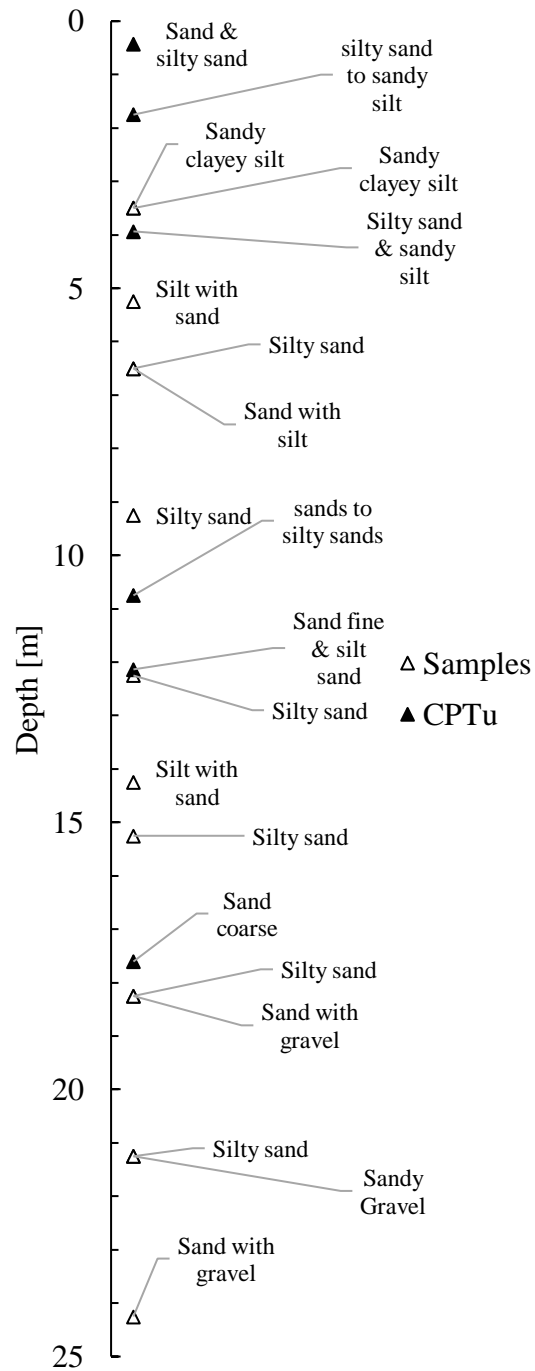 0
Sand &
silty sand
silty sand
to sandy
silt
Sandy
clayey silt
Sandy
clayey silt
Silty sand
& sandy
silt
5
Silt with
sand
Silty sand
Sand with
silt
Silty sand
sands to
silty sands
10
Depth [m]
Sand fine
& silt
sand
Samples
Silty sand
CPTu
Silt with
sand
15
Silty sand
Sand
coarse
Silty sand
Sand with
gravel
20
Silty sand
Sandy
Gravel
Sand with
gravel
25